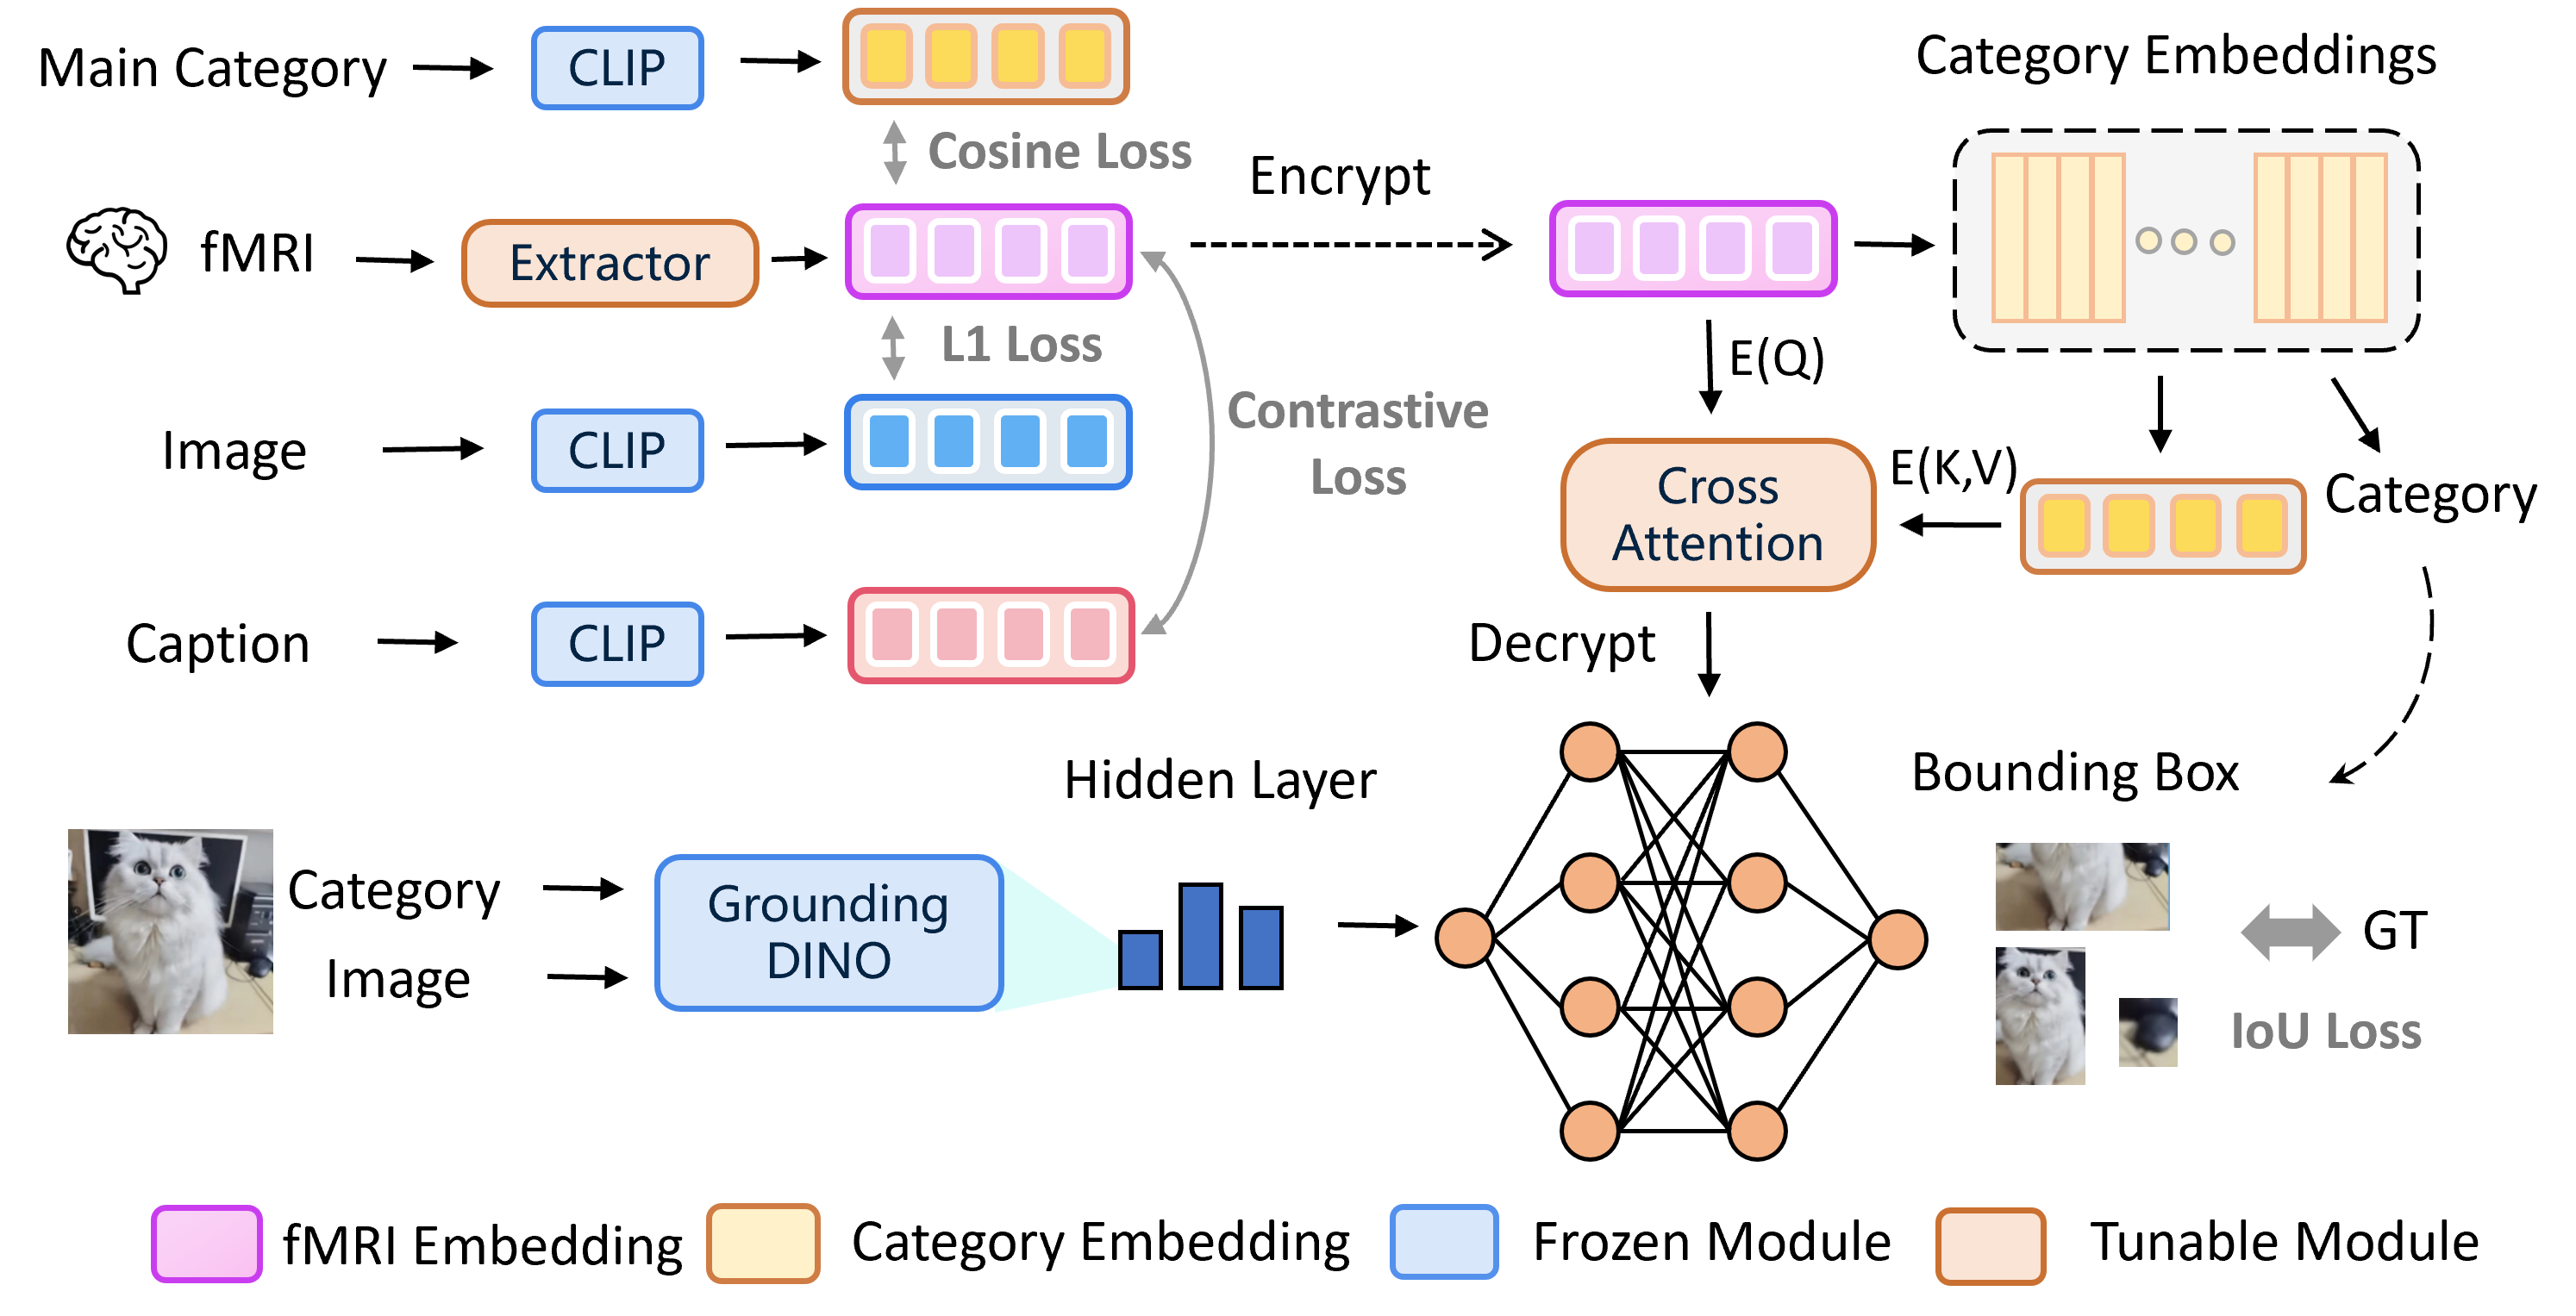 Main Category
CLIP
Cosine Loss
Encrypt
Category Embeddings
fMRI
Extractor
L1 Loss
E(Q)
Image
CLIP
Contrastive
Loss
Cross
Attention
E(K,V)
Category
Caption
CLIP
Decrypt
Hidden Layer
Bounding Box
Category
Image
Grounding
DINO
GT
IoU Loss
fMRI Embedding
Category Embedding
Frozen Module
Tunable Module